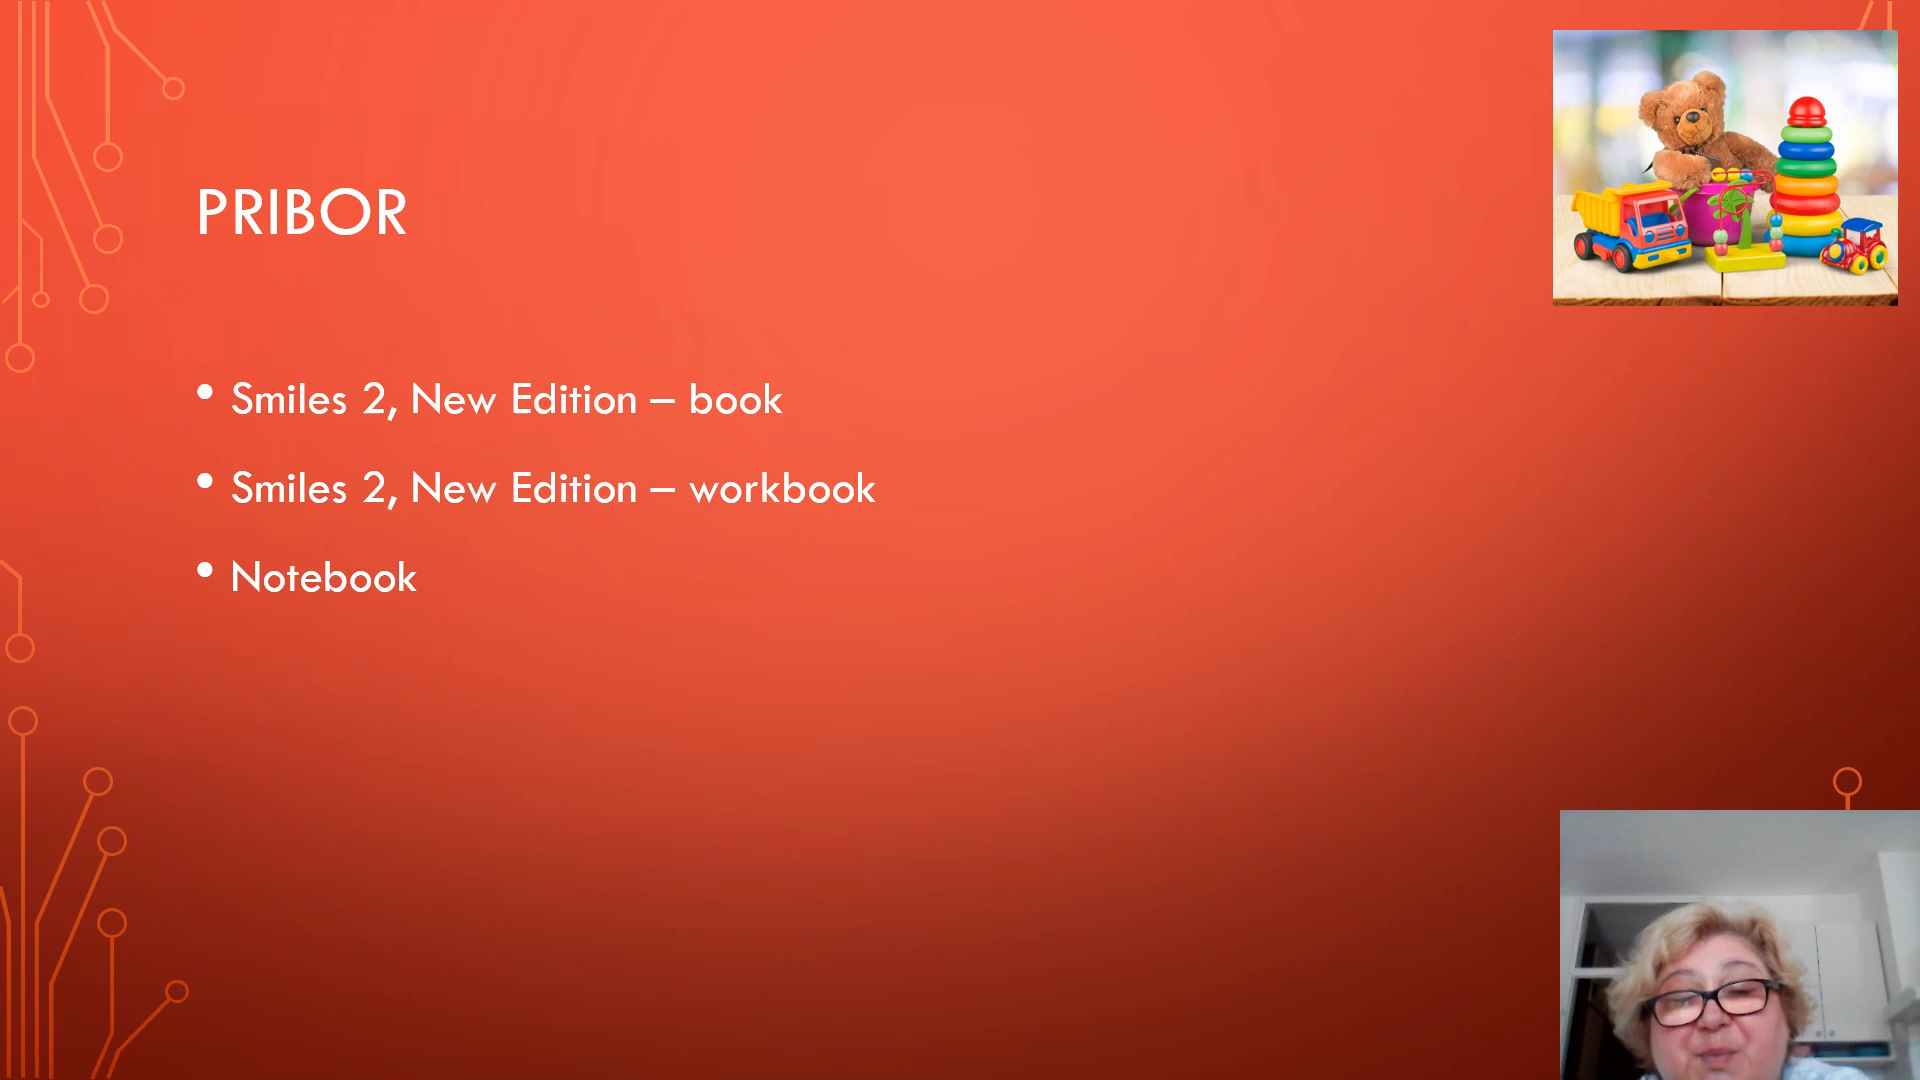 PRIBOR
• Smiles 2, New Edition – book
• Smiles 2, New Edition – workbook
• Notebook